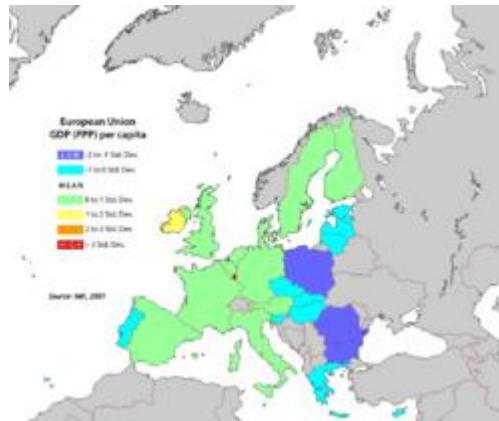 European Union
GDP (PPP) per capita
-2 to -1 Std. Dev.
-1 to 0 Std. Dev.
MEAN
0 to 1 Std. Dev.
1 to 2 Std. Dev.
2 to 3 Std. Dev.
> 3 Std. Dev.
Source: IMF, 2007